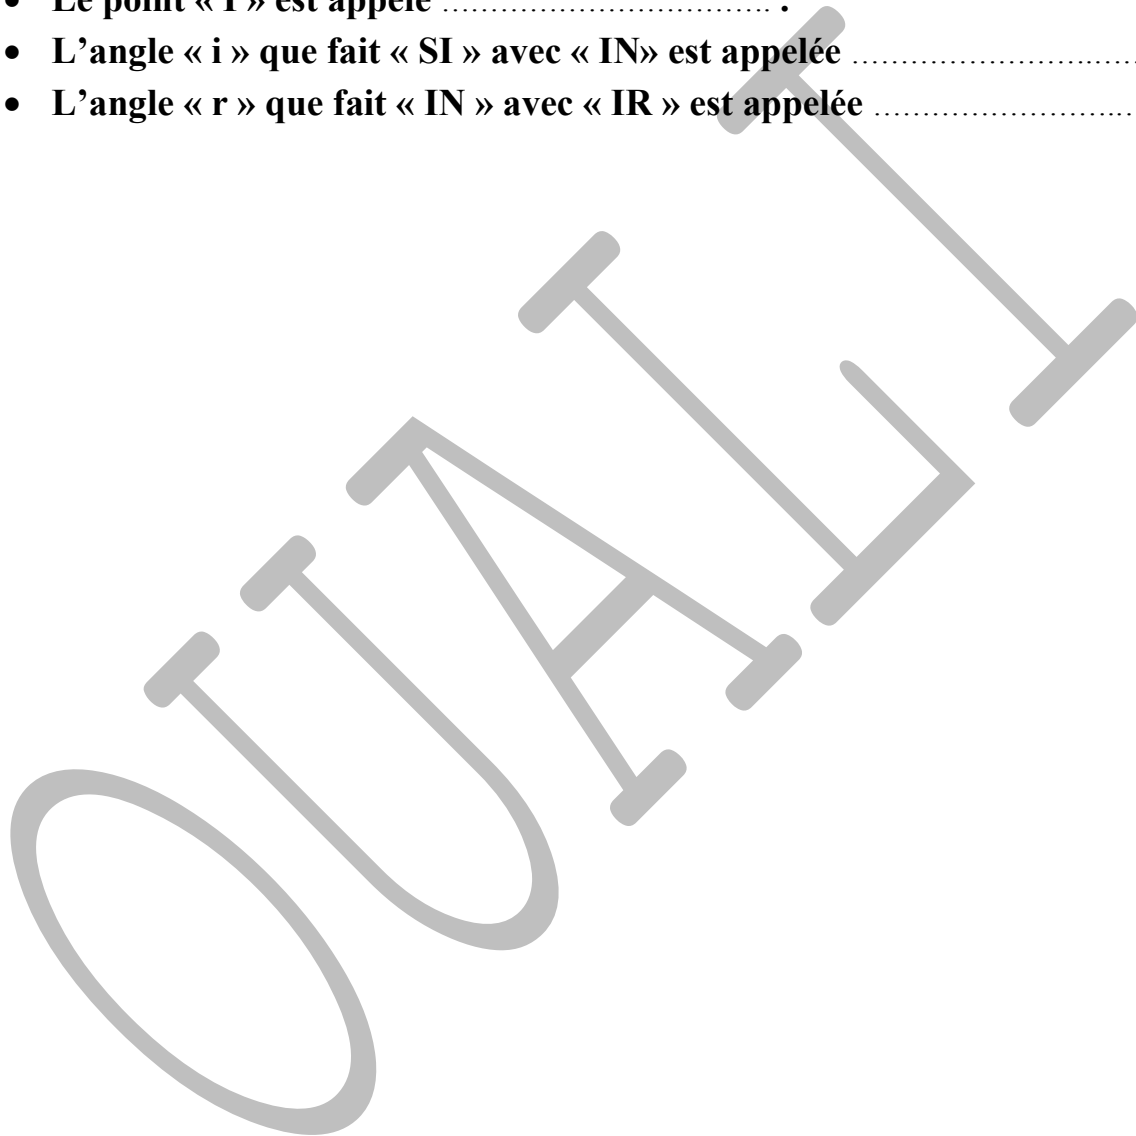 • Le point « I » est appelé ………………………….. .
• L’angle « i » que fait « SI » avec « IN» est appelée ……………………..…
• L’angle « r » que fait « IN » avec « IR » est appelée ……………………..
OUALI